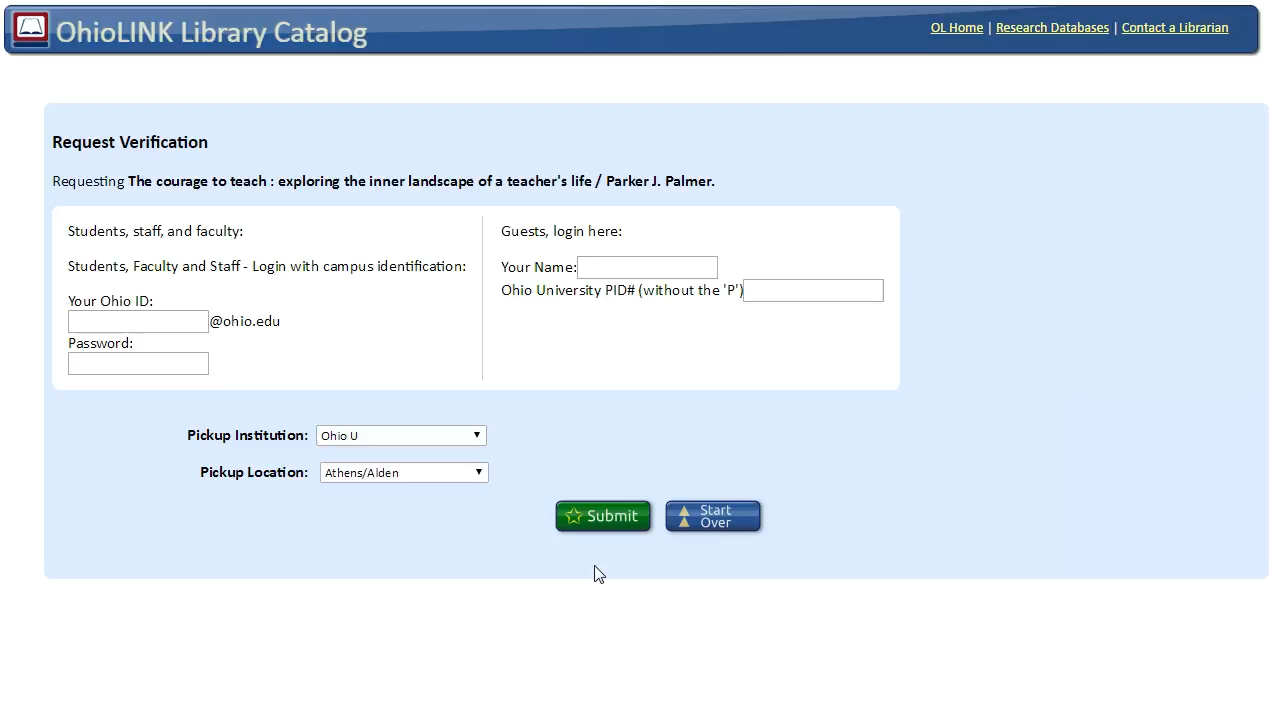 OhioLINK Library Catalog
OL Home | Research Databases | Contact a Librarian
Request Verification
Requesting The courage to teach : exploring the inner landscape of a teacher's life / Parker J. Palmer.
Students, staff, and faculty:
Students, Faculty and Staff - Login with campus identification:
Your Ohio ID:
@ohio.edu
Password:
Guests, login here:
Your Name:
Ohio University PID# (without the 'P')
Pickup Institution: Ohio U
Pickup Location: Athens/Alden
Submit
Start
Over